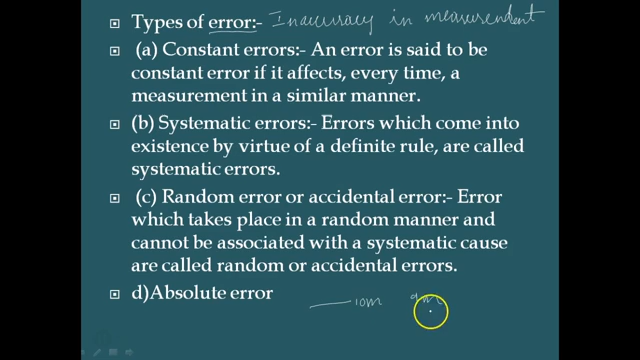 Types of error:- Inaccuracy in measurement
(a) Constant errors:- An error is said to be
constant error if it affects, every time, a
measurement in a similar manner.
(b) Systematic errors:- Errors which come into
existence by virtue of a definite rule, are called
systematic errors.
(c) Random error or accidental error:- Error
which takes place in a random manner and
cannot be associated with a systematic cause
are called random or accidental errors.
d)Absolute error
10m 9m